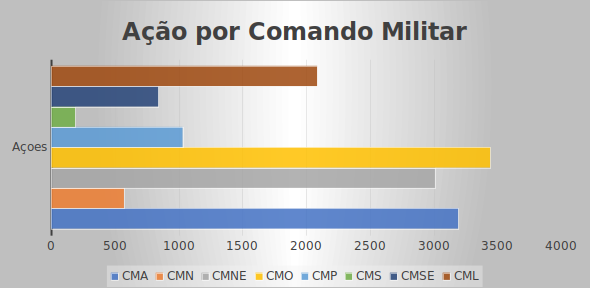 Ação por Comando Militar
Açoes
0 500 1000 1500 2000 2500 3000 3500 4000
CMA CMN CMNE CMO CMP CMS CMSE CML